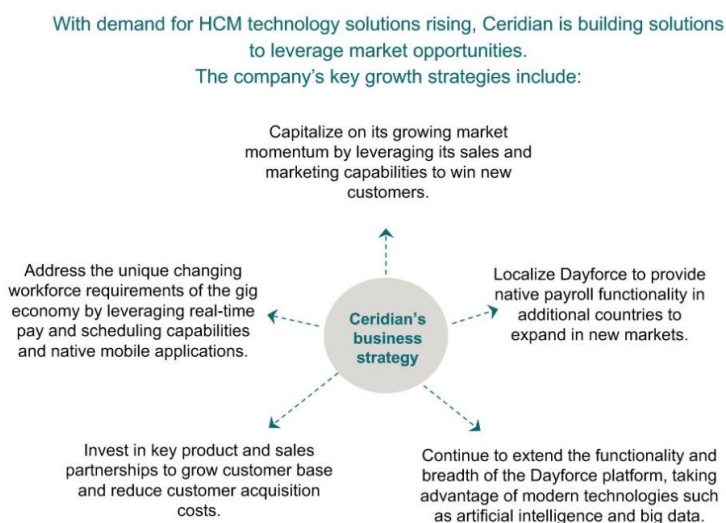 With demand for HCM technology solutions rising, Ceridian is building solutions
to leverage market opportunities.
The company's key growth strategies include:
Capitalize on its growing market
momentum by leveraging its sales and
marketing capabilities to win new
customers.
Address the unique changing
workforce requirements of the gig
economy by leveraging real-time
pay and scheduling capabilities
and native mobile applications.
Ceridian's
business
strategy
Localize Dayforce to provide
native payroll functionality in
additional countries to
expand in new markets.
Invest in key product and sales
partnerships to grow customer base
and reduce customer acquisition
costs.
Continue to extend the functionality and
breadth of the Dayforce platform, taking
advantage of modern technologies such
as artificial intelligence and big data.